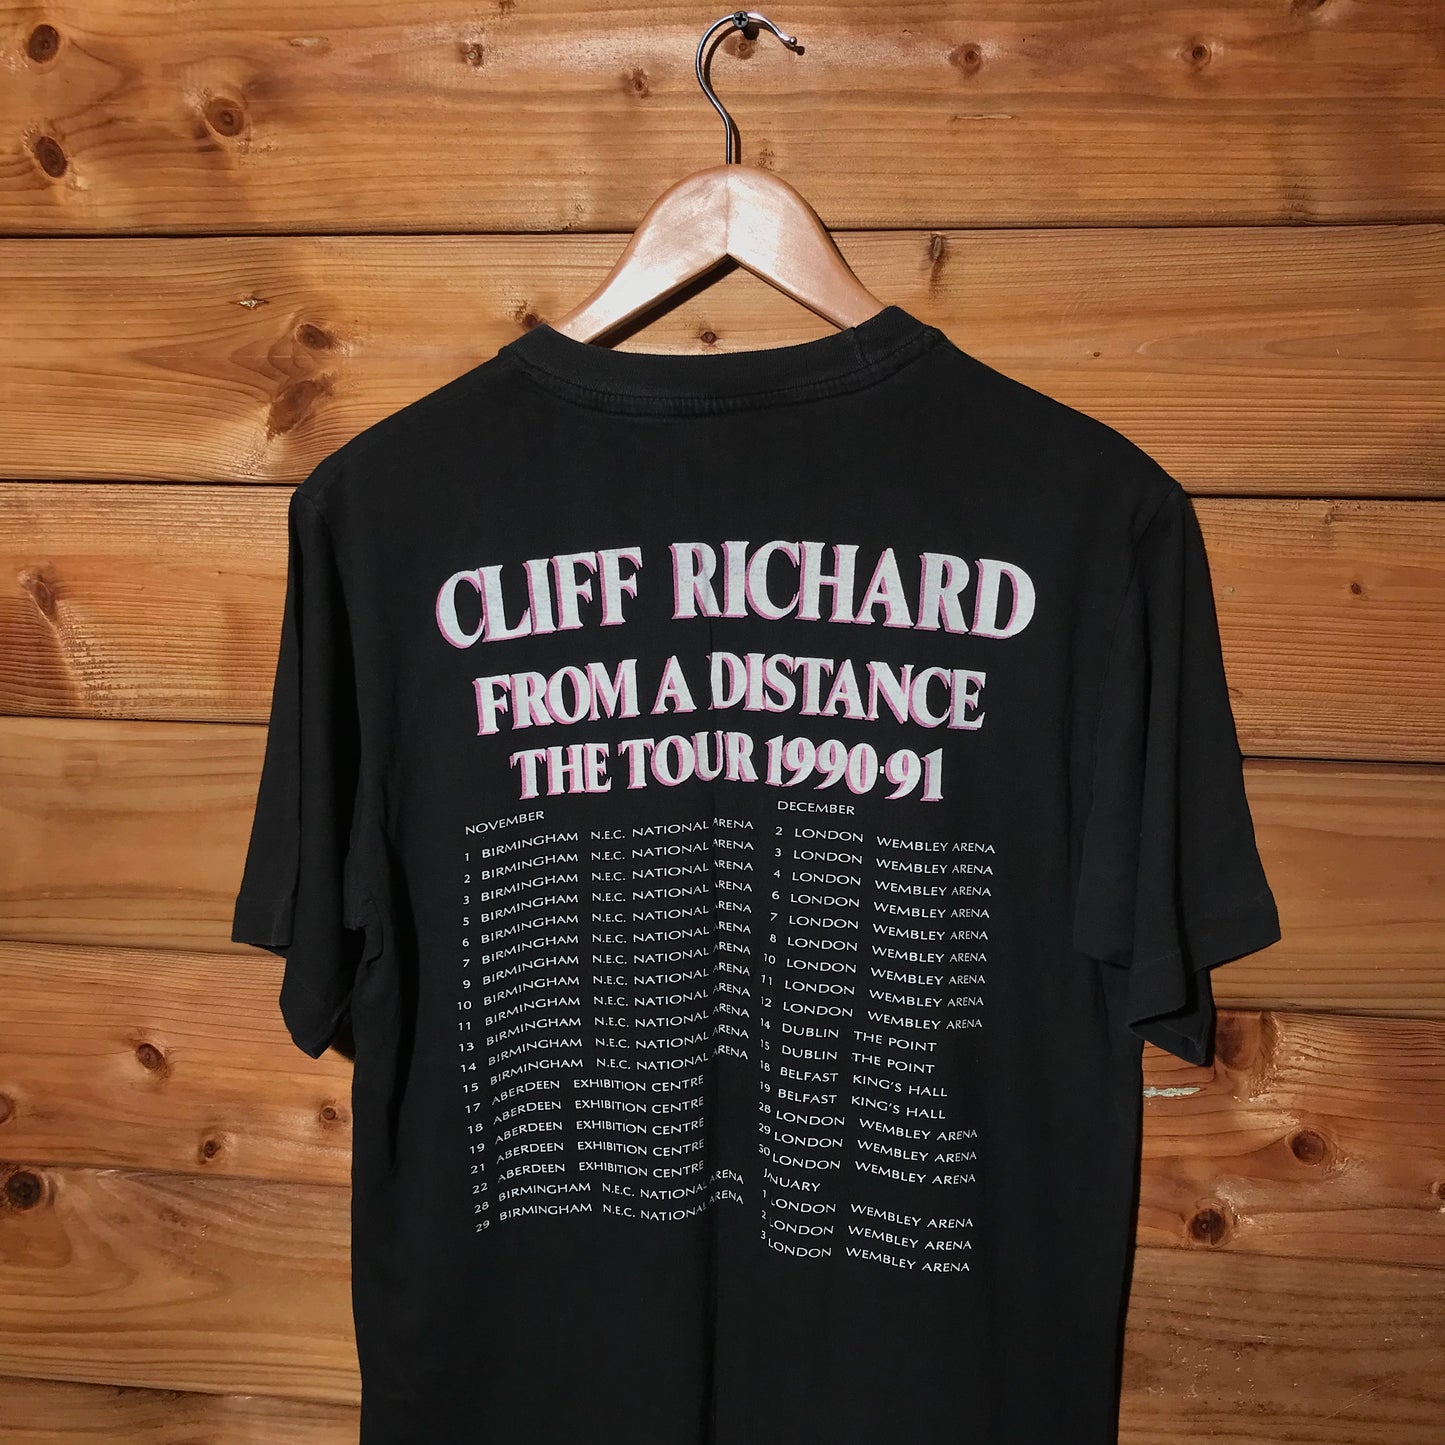 CLIFF RICHARD
FROM A DISTANCE
THE TOUR 1990·91
NOVEMBER
1 BIRMINGHAM N.E.C. NATIONAL ARENA
2 BIRMINGHAM N.E.C. NATIONAL ARENA
3 BIRMINGHAM N.E.C. NATIONAL ARENA
5 BIRMINGHAM N.E.C. NATIONAL ARENA
6 BIRMINGHAM N.E.C. NATIONAL ARENA
7 BIRMINGHAM N.E.C. NATIONAL ARENA
9 BIRMINGHAM N.E.C. NATIONAL ARENA
10 BIRMINGHAM N.E.C. NATIONAL ARENA
11 BIRMINGHAM N.E.C. NATIONAL ARENA
13 BIRMINGHAM N.E.C. NATIONAL ARENA
14 BIRMINGHAM N.E.C. NATIONAL ARENA
15 BIRMINGHAM N.E.C. NATIONAL ARENA
17 ABERDEEN EXHIBITION CENTRE
18 ABERDEEN EXHIBITION CENTRE
19 ABERDEEN EXHIBITION CENTRE
21 ABERDEEN EXHIBITION CENTRE
22 ABERDEEN EXHIBITION CENTRE
28 BIRMINGHAM N.E.C. NATIONAL ARENA
29 BIRMINGHAM N.E.C. NATIONAL ARENA
DECEMBER
2 LONDON WEMBLEY ARENA
3 LONDON WEMBLEY ARENA
4 LONDON WEMBLEY ARENA
6 LONDON WEMBLEY ARENA
7 LONDON WEMBLEY ARENA
8 LONDON WEMBLEY ARENA
10 LONDON WEMBLEY ARENA
11 LONDON WEMBLEY ARENA
12 LONDON WEMBLEY ARENA
14 DUBLIN THE POINT
15 DUBLIN THE POINT
18 BELFAST KING'S HALL
19 BELFAST KING'S HALL
28 LONDON WEMBLEY ARENA
29 LONDON WEMBLEY ARENA
30 LONDON WEMBLEY ARENA
JANUARY
1 LONDON WEMBLEY ARENA
2 LONDON WEMBLEY ARENA
3 LONDON WEMBLEY ARENA